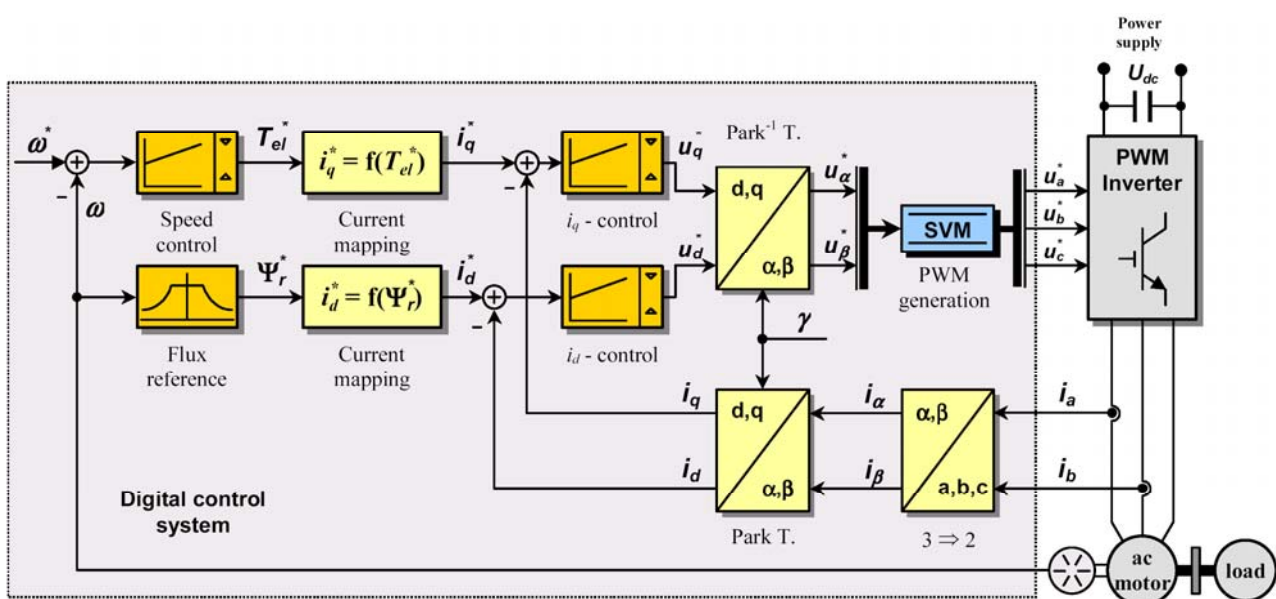 Power
supply
U_dc
PWM
Inverter
ω*
ω
−
Speed
control
T_el*
i_q* = f(T_el*)
Current
mapping
i_q*
−
i_q - control
u_q*
Park⁻¹ T.
d,q
α,β
u_α*
u_β*
SVM
PWM
generation
u_a*
u_b*
u_c*
Flux
reference
Ψ_r*
i_d* = f(Ψ_r*)
Current
mapping
i_d*
−
i_d - control
u_d*
γ
i_q
i_d
d,q
α,β
Park T.
i_α
i_β
α,β
a,b,c
3 ⇒ 2
i_a
i_b
Digital control
system
ac
motor
load